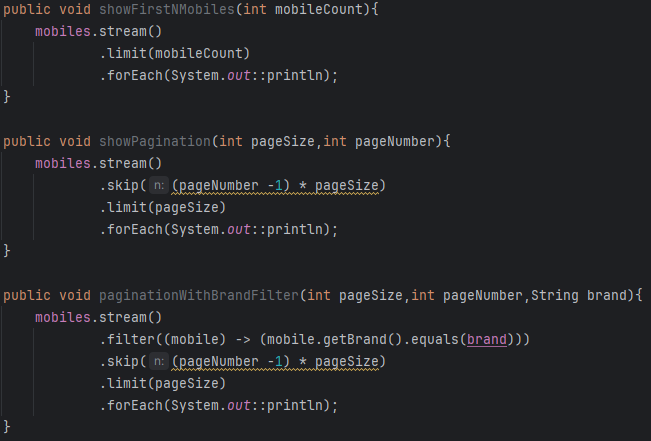 public void showFirstNMobiles(int mobileCount){
    mobiles.stream()
            .limit(mobileCount)
            .forEach(System.out::println);
}

public void showPagination(int pageSize,int pageNumber){
    mobiles.stream()
            .skip( n: (pageNumber -1) * pageSize)
            .limit(pageSize)
            .forEach(System.out::println);
}

public void paginationWithBrandFilter(int pageSize,int pageNumber,String brand){
    mobiles.stream()
            .filter((mobile) -> (mobile.getBrand().equals(brand)))
            .skip( n: (pageNumber -1) * pageSize)
            .limit(pageSize)
            .forEach(System.out::println);
}